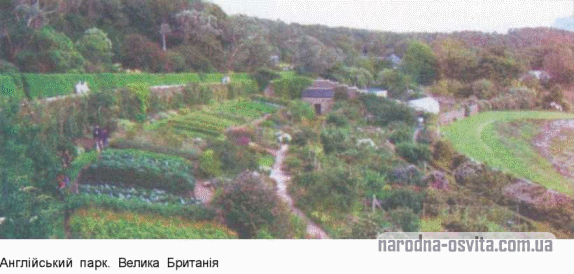 narodna-osvita.com.ua
Англійський парк. Велика Британія